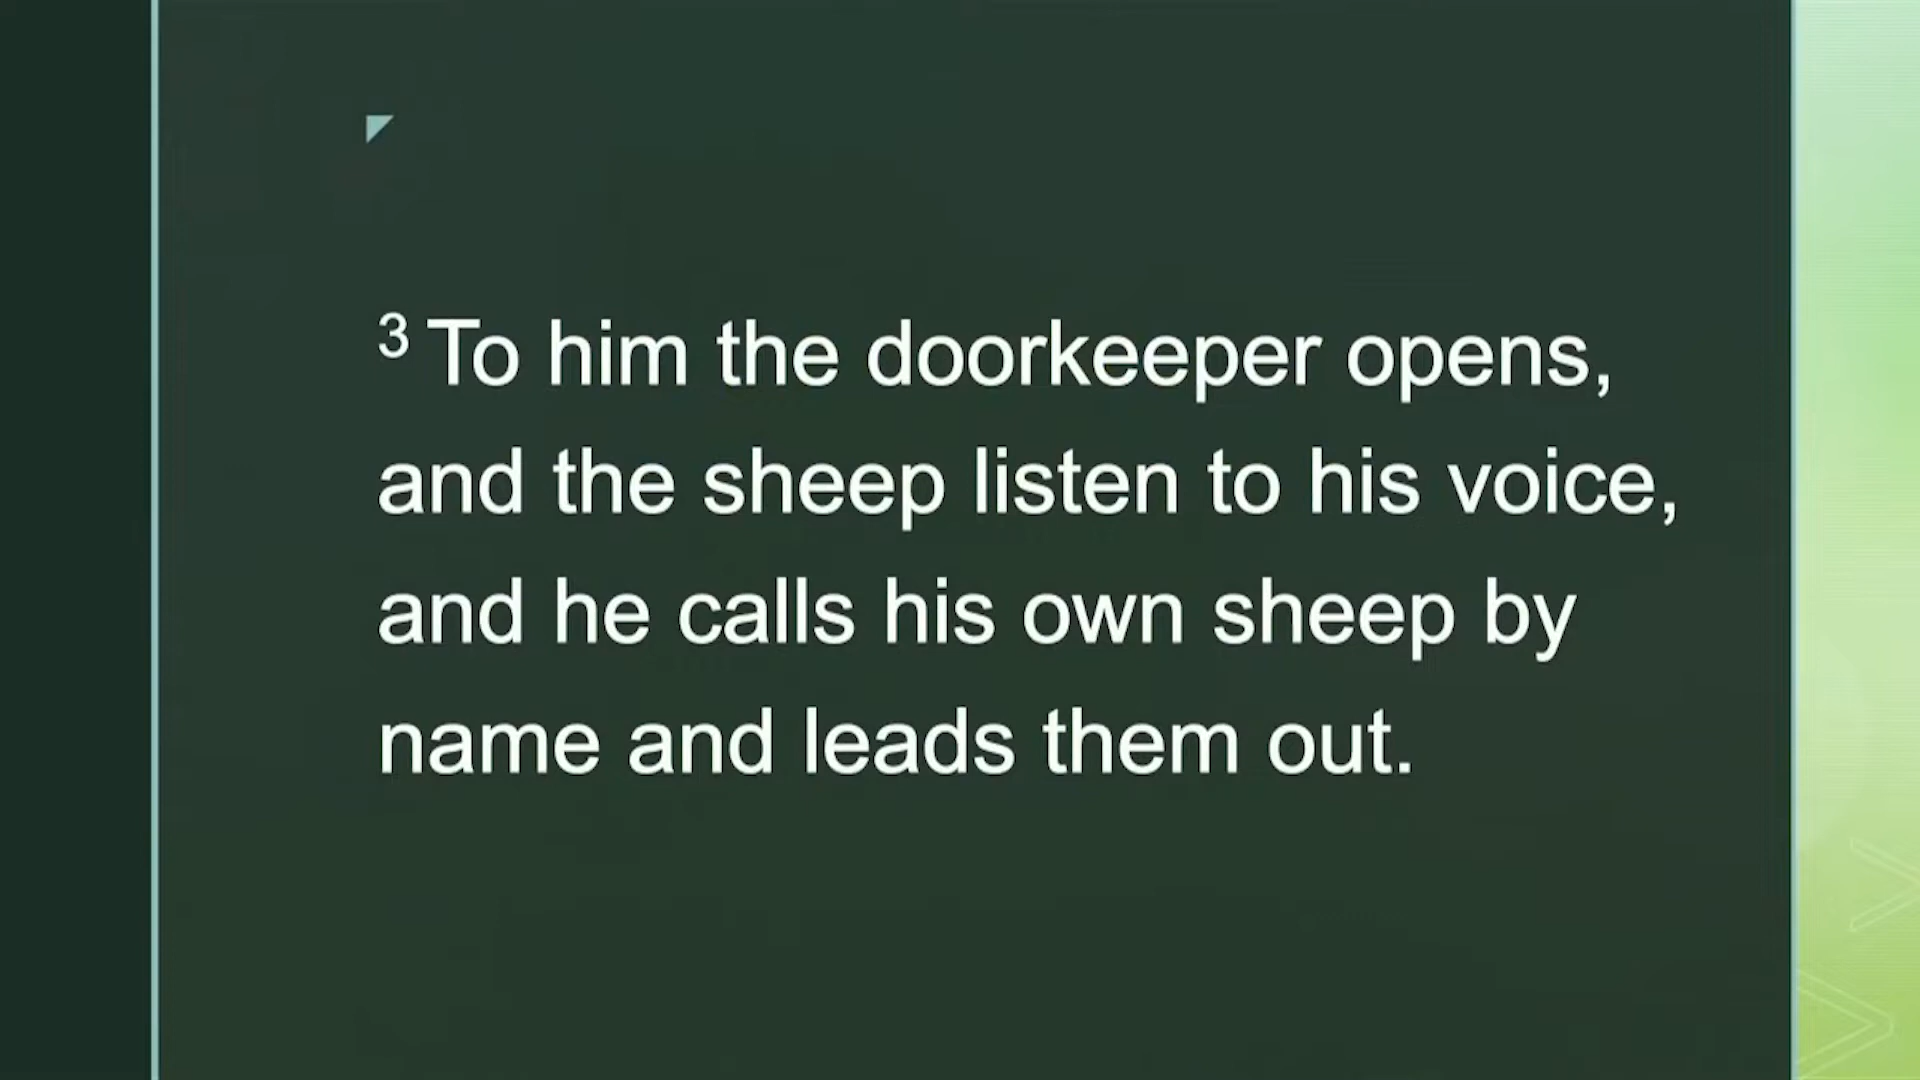 3 To him the doorkeeper opens,
and the sheep listen to his voice,
and he calls his own sheep by
name and leads them out.